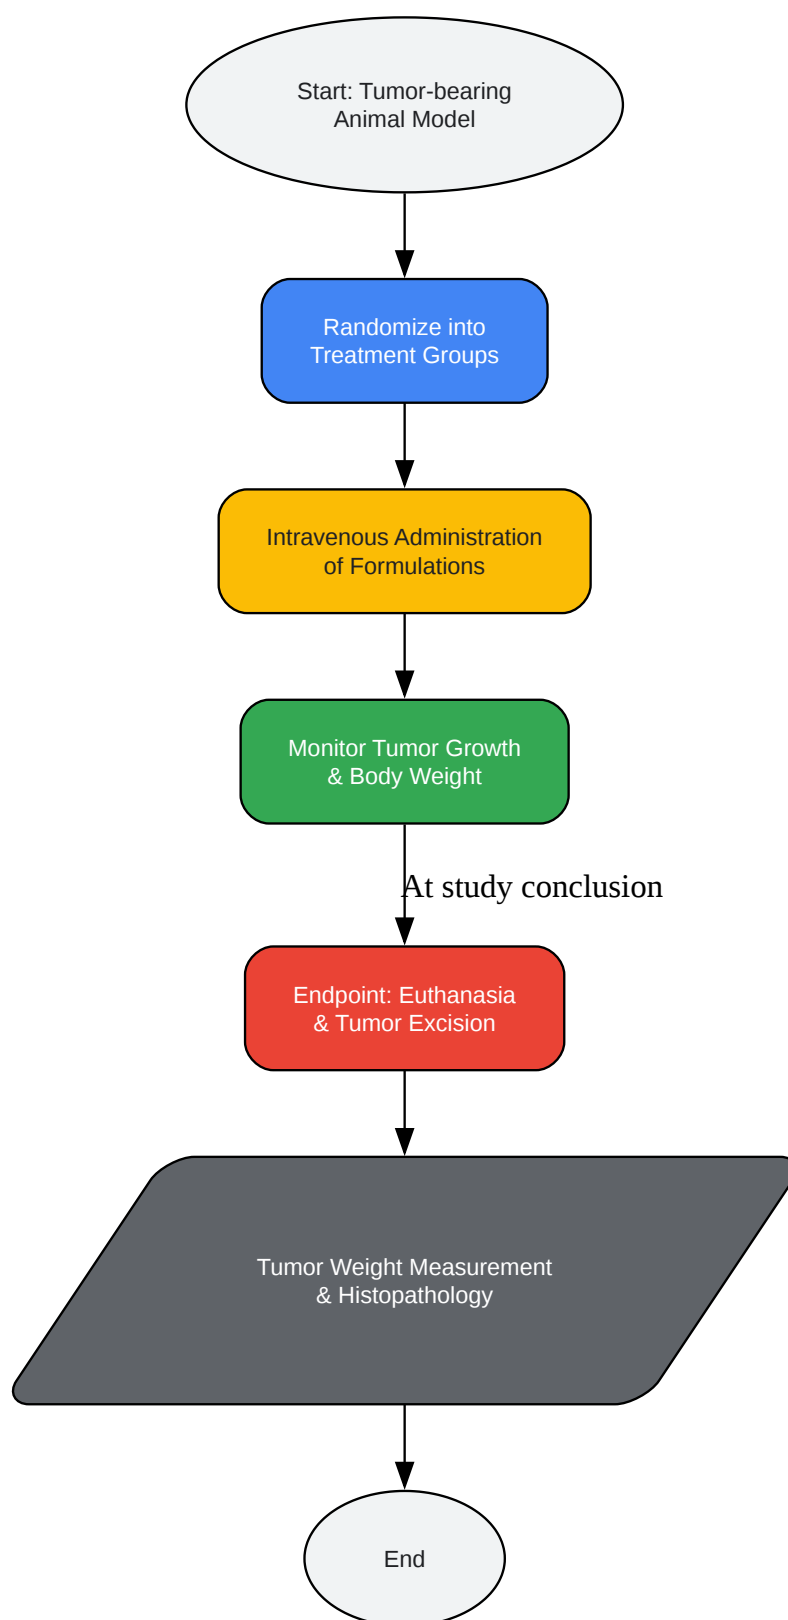 Start: Tumor-bearing
Animal Model
Randomize into
Treatment Groups
Intravenous Administration
of Formulations
Monitor Tumor Growth
& Body Weight
At study conclusion
Endpoint: Euthanasia
& Tumor Excision
Tumor Weight Measurement
& Histopathology
End